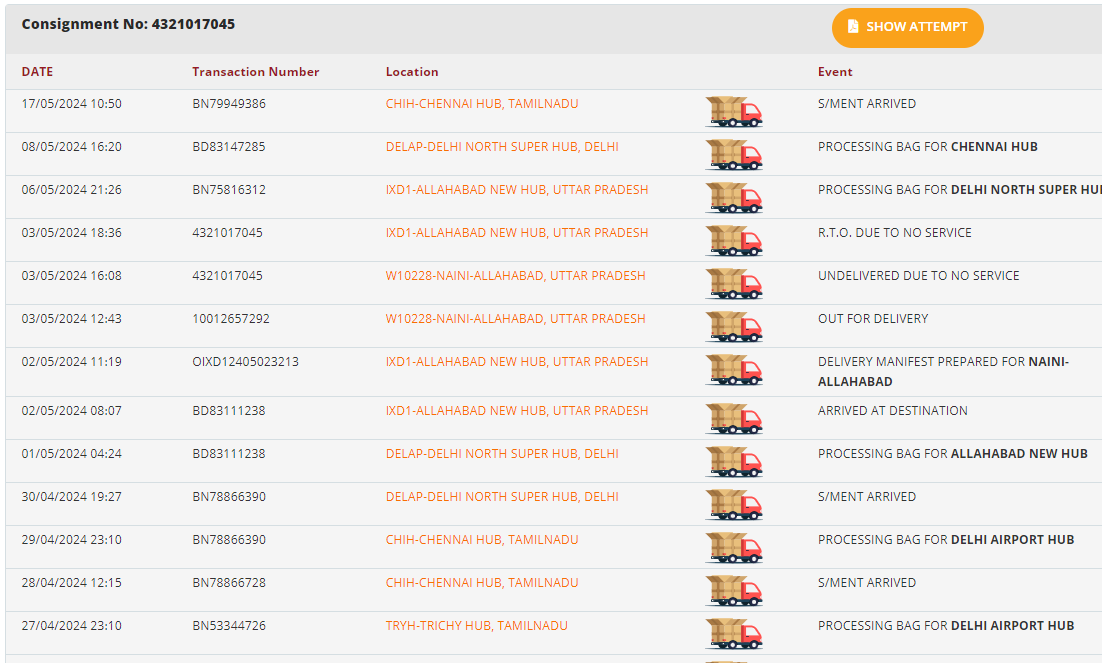 Consignment No: 4321017045
SHOW ATTEMPT
DATE Transaction Number Location Event
17/05/2024 10:50 BN79949386 CHIH-CHENNAI HUB, TAMILNADU S/MENT ARRIVED
08/05/2024 16:20 BD83147285 DELAP-DELHI NORTH SUPER HUB, DELHI PROCESSING BAG FOR CHENNAI HUB
06/05/2024 21:26 BN75816312 IXD1-ALLAHABAD NEW HUB, UTTAR PRADESH PROCESSING BAG FOR DELHI NORTH SUPER HU
03/05/2024 18:36 4321017045 IXD1-ALLAHABAD NEW HUB, UTTAR PRADESH R.T.O. DUE TO NO SERVICE
03/05/2024 16:08 4321017045 W10228-NAINI-ALLAHABAD, UTTAR PRADESH UNDELIVERED DUE TO NO SERVICE
03/05/2024 12:43 10012657292 W10228-NAINI-ALLAHABAD, UTTAR PRADESH OUT FOR DELIVERY
02/05/2024 11:19 OIXD12405023213 IXD1-ALLAHABAD NEW HUB, UTTAR PRADESH DELIVERY MANIFEST PREPARED FOR NAINI-
ALLAHABAD
02/05/2024 08:07 BD83111238 IXD1-ALLAHABAD NEW HUB, UTTAR PRADESH ARRIVED AT DESTINATION
01/05/2024 04:24 BD83111238 DELAP-DELHI NORTH SUPER HUB, DELHI PROCESSING BAG FOR ALLAHABAD NEW HUB
30/04/2024 19:27 BN78866390 DELAP-DELHI NORTH SUPER HUB, DELHI S/MENT ARRIVED
29/04/2024 23:10 BN78866390 CHIH-CHENNAI HUB, TAMILNADU PROCESSING BAG FOR DELHI AIRPORT HUB
28/04/2024 12:15 BN78866728 CHIH-CHENNAI HUB, TAMILNADU S/MENT ARRIVED
27/04/2024 23:10 BN53344726 TRYH-TRICHY HUB, TAMILNADU PROCESSING BAG FOR DELHI AIRPORT HUB